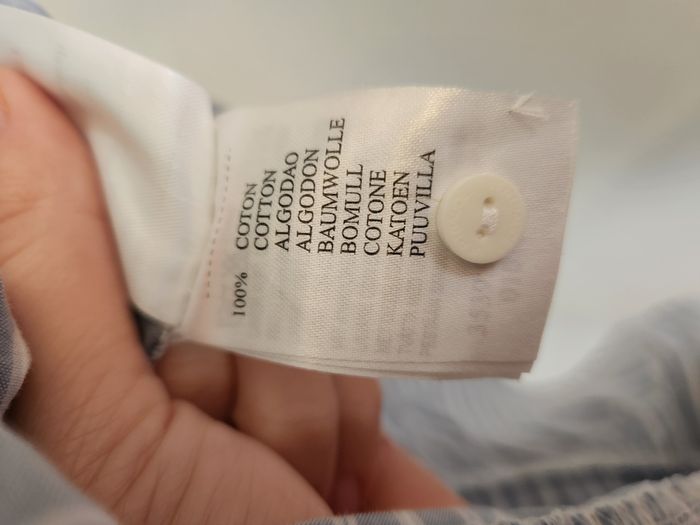 100% COTON
COTTON
ALGODAO
ALGODON
BAUMWOLLE
BOMULL
COTONE
KATOEN
PUUVILLA